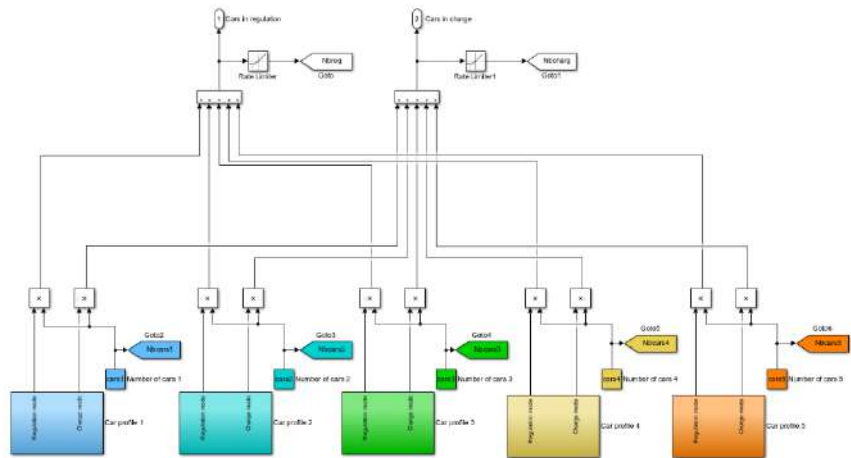 1 Cars in regulation
2 Cars in charge
Nbreg
Nbcharg
Rate Limiter
Goto
Rate Limiter1
Goto1
Goto2
Goto3
Goto4
Goto5
Goto6
Nbcars1
Nbcars2
Nbcars3
Nbcars4
Nbcars5
cars1 Number of cars 1
cars2 Number of cars 2
cars3 Number of cars 3
cars4 Number of cars 4
cars5 Number of cars 5
Regulation mode
Charge mode
Car profile 1
Regulation mode
Charge mode
Car profile 2
Regulation mode
Charge mode
Car profile 3
Regulation mode
Charge mode
Car profile 4
Regulation mode
Charge mode
Car profile 5